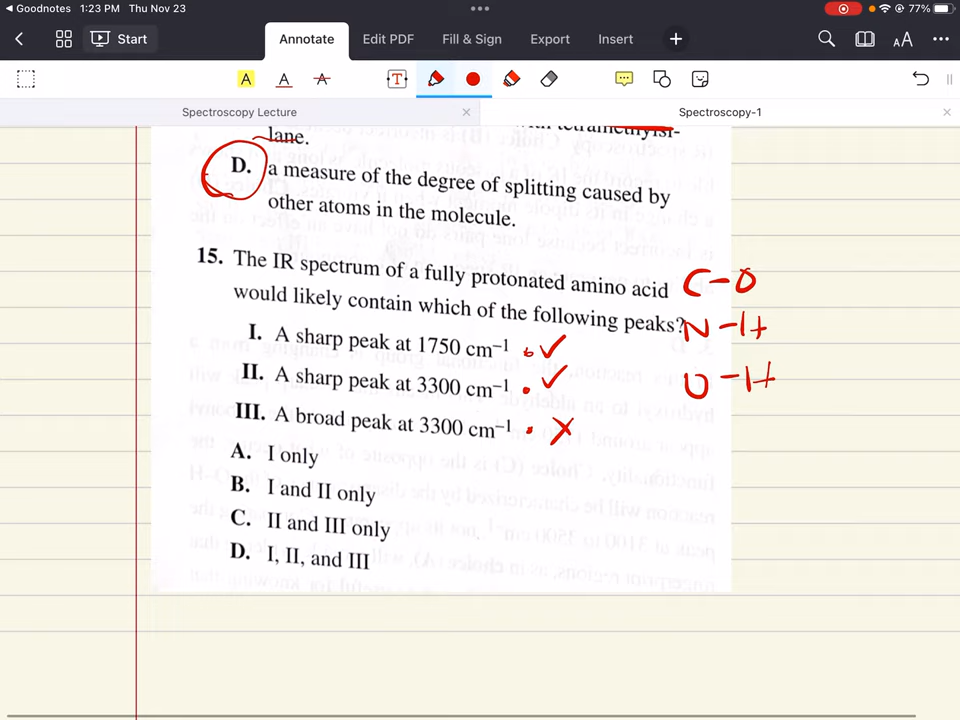 Goodnotes 1:23 PM Thu Nov 23 77%
Start Annotate Edit PDF Fill & Sign Export Insert
Spectroscopy Lecture Spectroscopy-1
lane.
D. a measure of the degree of splitting caused by
other atoms in the molecule.
15. The IR spectrum of a fully protonated amino acid
would likely contain which of the following peaks?
C-O
N-H
O-H
I. A sharp peak at 1750 cm⁻¹ ✓
II. A sharp peak at 3300 cm⁻¹ ✓
III. A broad peak at 3300 cm⁻¹ X
A. I only
B. I and II only
C. II and III only
D. I, II, and III